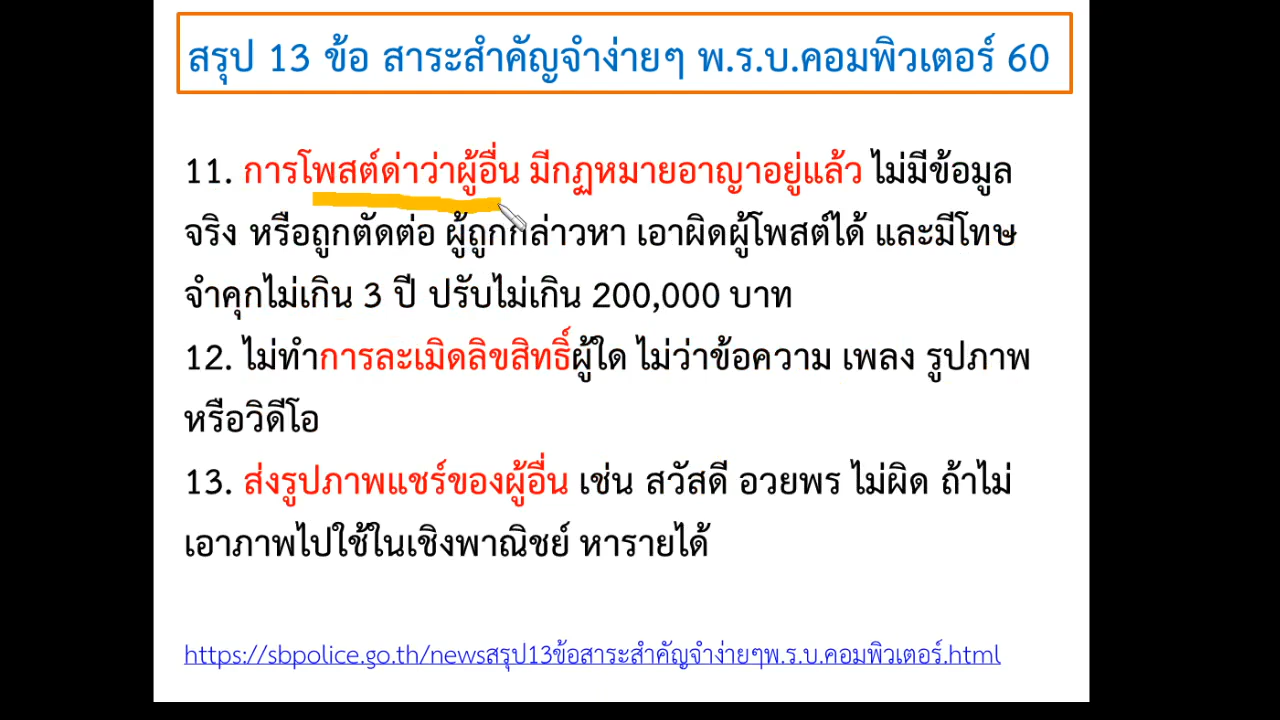 สรุป 13 ข้อ สาระสำคัญจำง่ายๆ พ.ร.บ.คอมพิวเตอร์ 60
11. การโพสต์ด่าว่าผู้อื่น มีกฏหมายอาญาอยู่แล้ว ไม่มีข้อมูล
จริง หรือถูกตัดต่อ ผู้ถูกกล่าวหา เอาผิดผู้โพสต์ได้ และมีโทษ
จำคุกไม่เกิน 3 ปี ปรับไม่เกิน 200,000 บาท
12. ไม่ทำการละเมิดลิขสิทธิ์ผู้ใด ไม่ว่าข้อความ เพลง รูปภาพ
หรือวิดีโอ
13. ส่งรูปภาพแชร์ของผู้อื่น เช่น สวัสดี อวยพร ไม่ผิด ถ้าไม่
เอาภาพไปใช้ในเชิงพาณิชย์ หารายได้
https://sbpolice.go.th/newsสรุป13ข้อสาระสำคัญจำง่ายๆพ.ร.บ.คอมพิวเตอร์.html